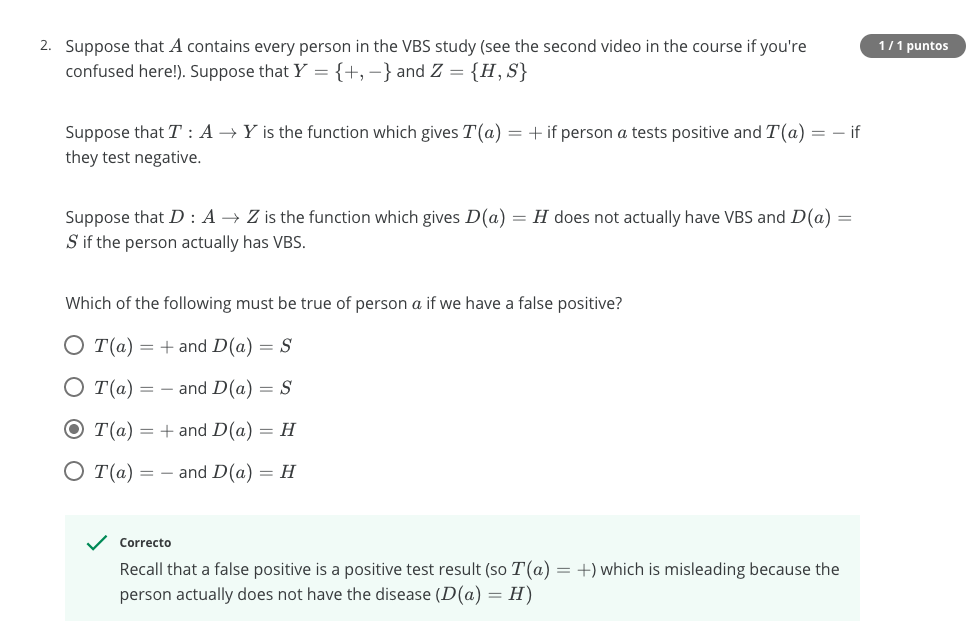 2. Suppose that A contains every person in the VBS study (see the second video in the course if you're
1 / 1 puntos
confused here!). Suppose that Y = {+, −} and Z = {H, S}
Suppose that T : A → Y is the function which gives T(a) = + if person a tests positive and T(a) = − if
they test negative.
Suppose that D : A → Z is the function which gives D(a) = H does not actually have VBS and D(a) =
S if the person actually has VBS.
Which of the following must be true of person a if we have a false positive?
T(a) = + and D(a) = S
T(a) = − and D(a) = S
T(a) = + and D(a) = H
T(a) = − and D(a) = H
Correcto
Recall that a false positive is a positive test result (so T(a) = +) which is misleading because the
person actually does not have the disease (D(a) = H)